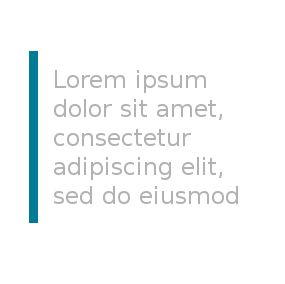 Lorem ipsum
dolor sit amet,
consectetur
adipiscing elit,
sed do eiusmod